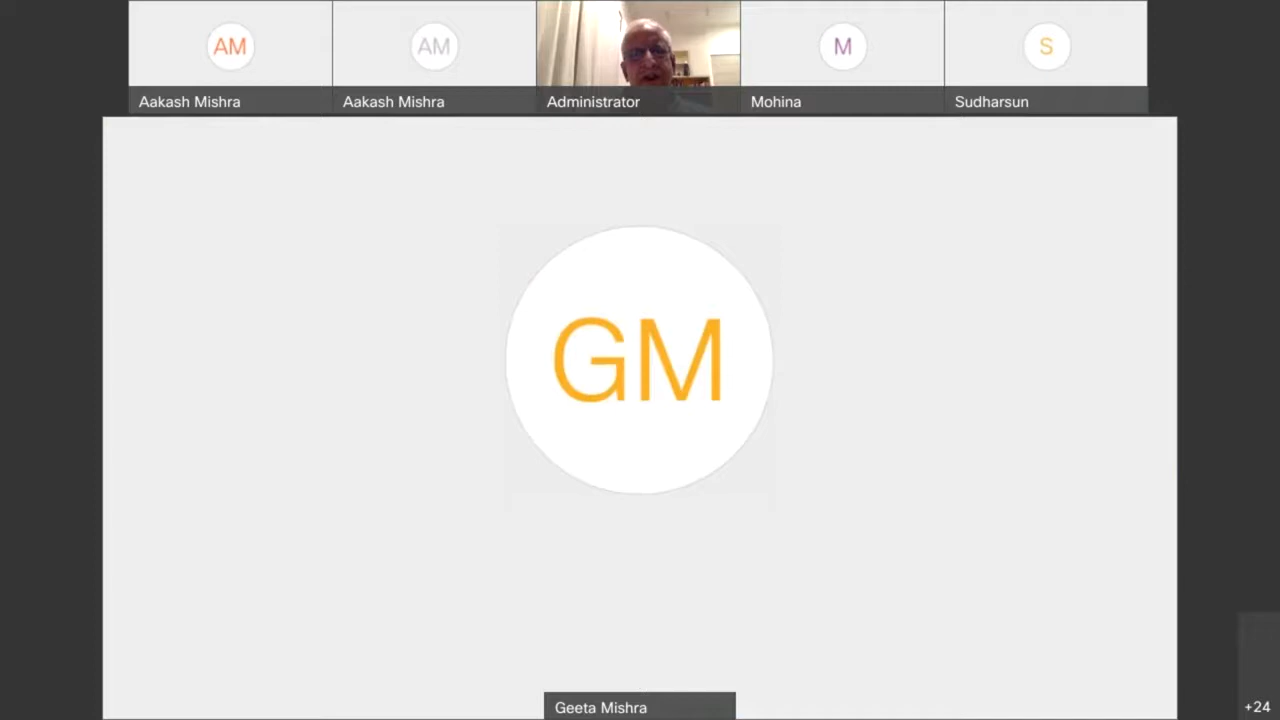 AM
AM
M
S
Aakash Mishra
Aakash Mishra
Administrator
Mohina
Sudharsun
GM
Geeta Mishra
+24